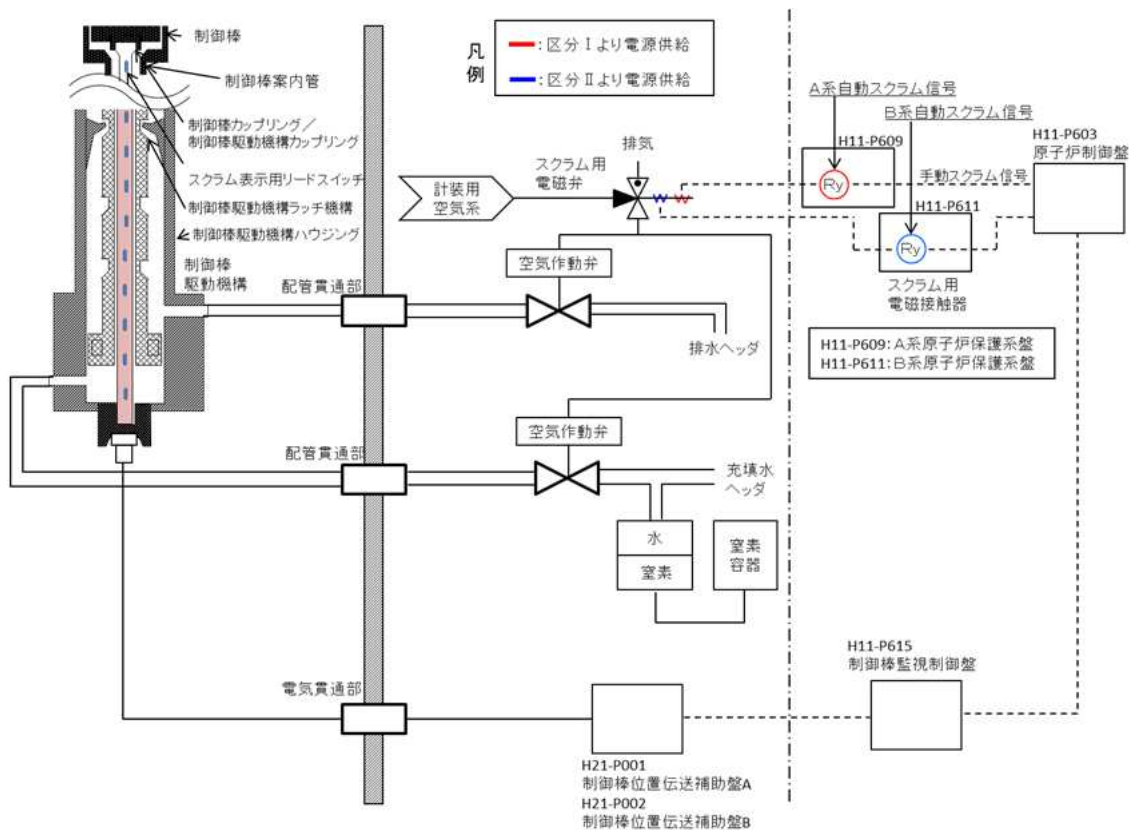 制御棒
制御棒案内管
制御棒カップリング／
制御棒駆動機構カップリング
スクラム表示用リードスイッチ
制御棒駆動機構ラッチ機構
制御棒駆動機構ハウジング
制御棒
駆動機構
凡
例
：区分Ⅰより電源供給
：区分Ⅱより電源供給
排気
スクラム用
電磁弁
計装用
空気系
空気作動弁
配管貫通部
排水ヘッダ
空気作動弁
配管貫通部
充填水
ヘッダ
水
窒素
窒素
容器
電気貫通部
H21-P001
制御棒位置伝送補助盤A
H21-P002
制御棒位置伝送補助盤B
A系自動スクラム信号
B系自動スクラム信号
H11-P609
Ry
H11-P603
原子炉制御盤
手動スクラム信号
H11-P611
Ry
スクラム用
電磁接触器
H11-P609：A系原子炉保護系盤
H11-P611：B系原子炉保護系盤
H11-P615
制御棒監視制御盤